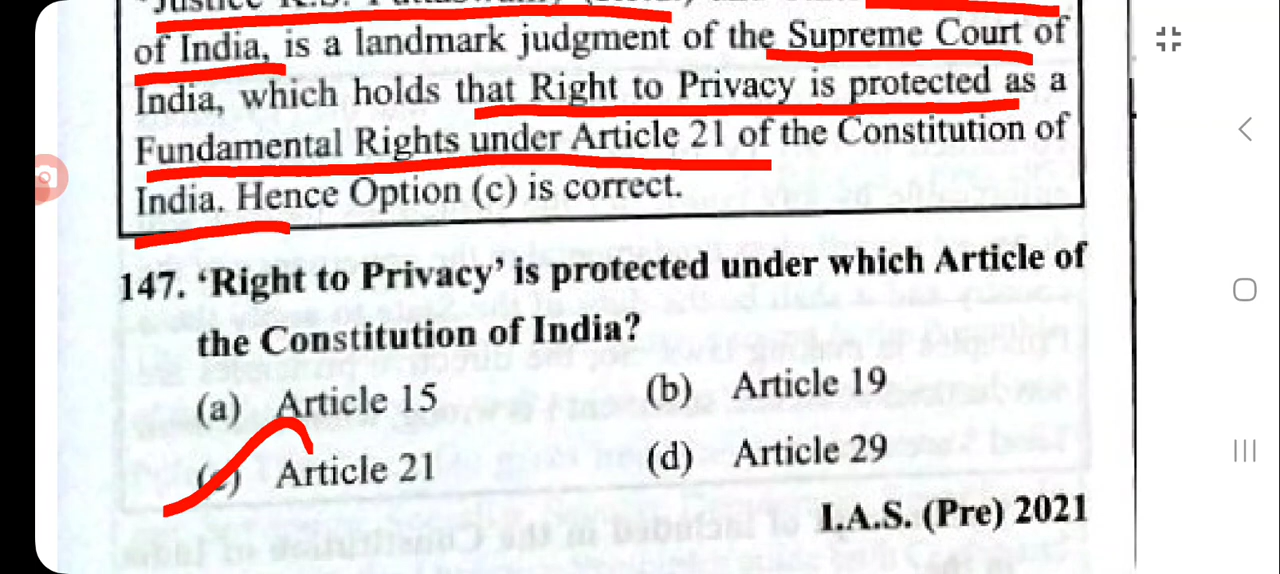 of India, is a landmark judgment of the Supreme Court of
India, which holds that Right to Privacy is protected as a
Fundamental Rights under Article 21 of the Constitution of
India. Hence Option (c) is correct.
147. ‘Right to Privacy’ is protected under which Article of
the Constitution of India?
(a) Article 15 (b) Article 19
(c) Article 21 (d) Article 29
I.A.S. (Pre) 2021